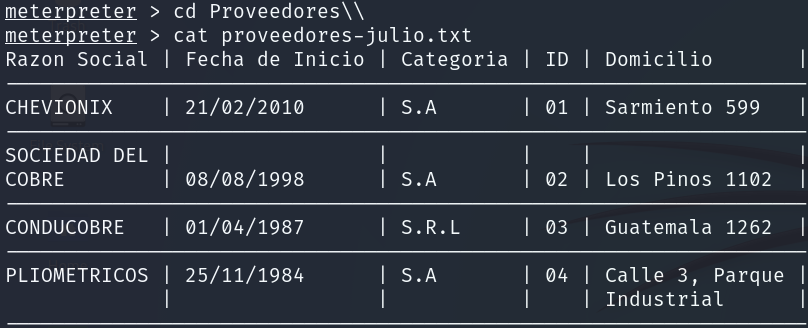 meterpreter > cd Proveedores\\
meterpreter > cat proveedores-julio.txt
Razon Social | Fecha de Inicio | Categoria | ID | Domicilio |
CHEVIONIX | 21/02/2010 | S.A | 01 | Sarmiento 599 |
SOCIEDAD DEL | | | | |
COBRE | 08/08/1998 | S.A | 02 | Los Pinos 1102 |
CONDUCOBRE | 01/04/1987 | S.R.L | 03 | Guatemala 1262 |
PLIOMETRICOS | 25/11/1984 | S.A | 04 | Calle 3, Parque |
| | | | Industrial |